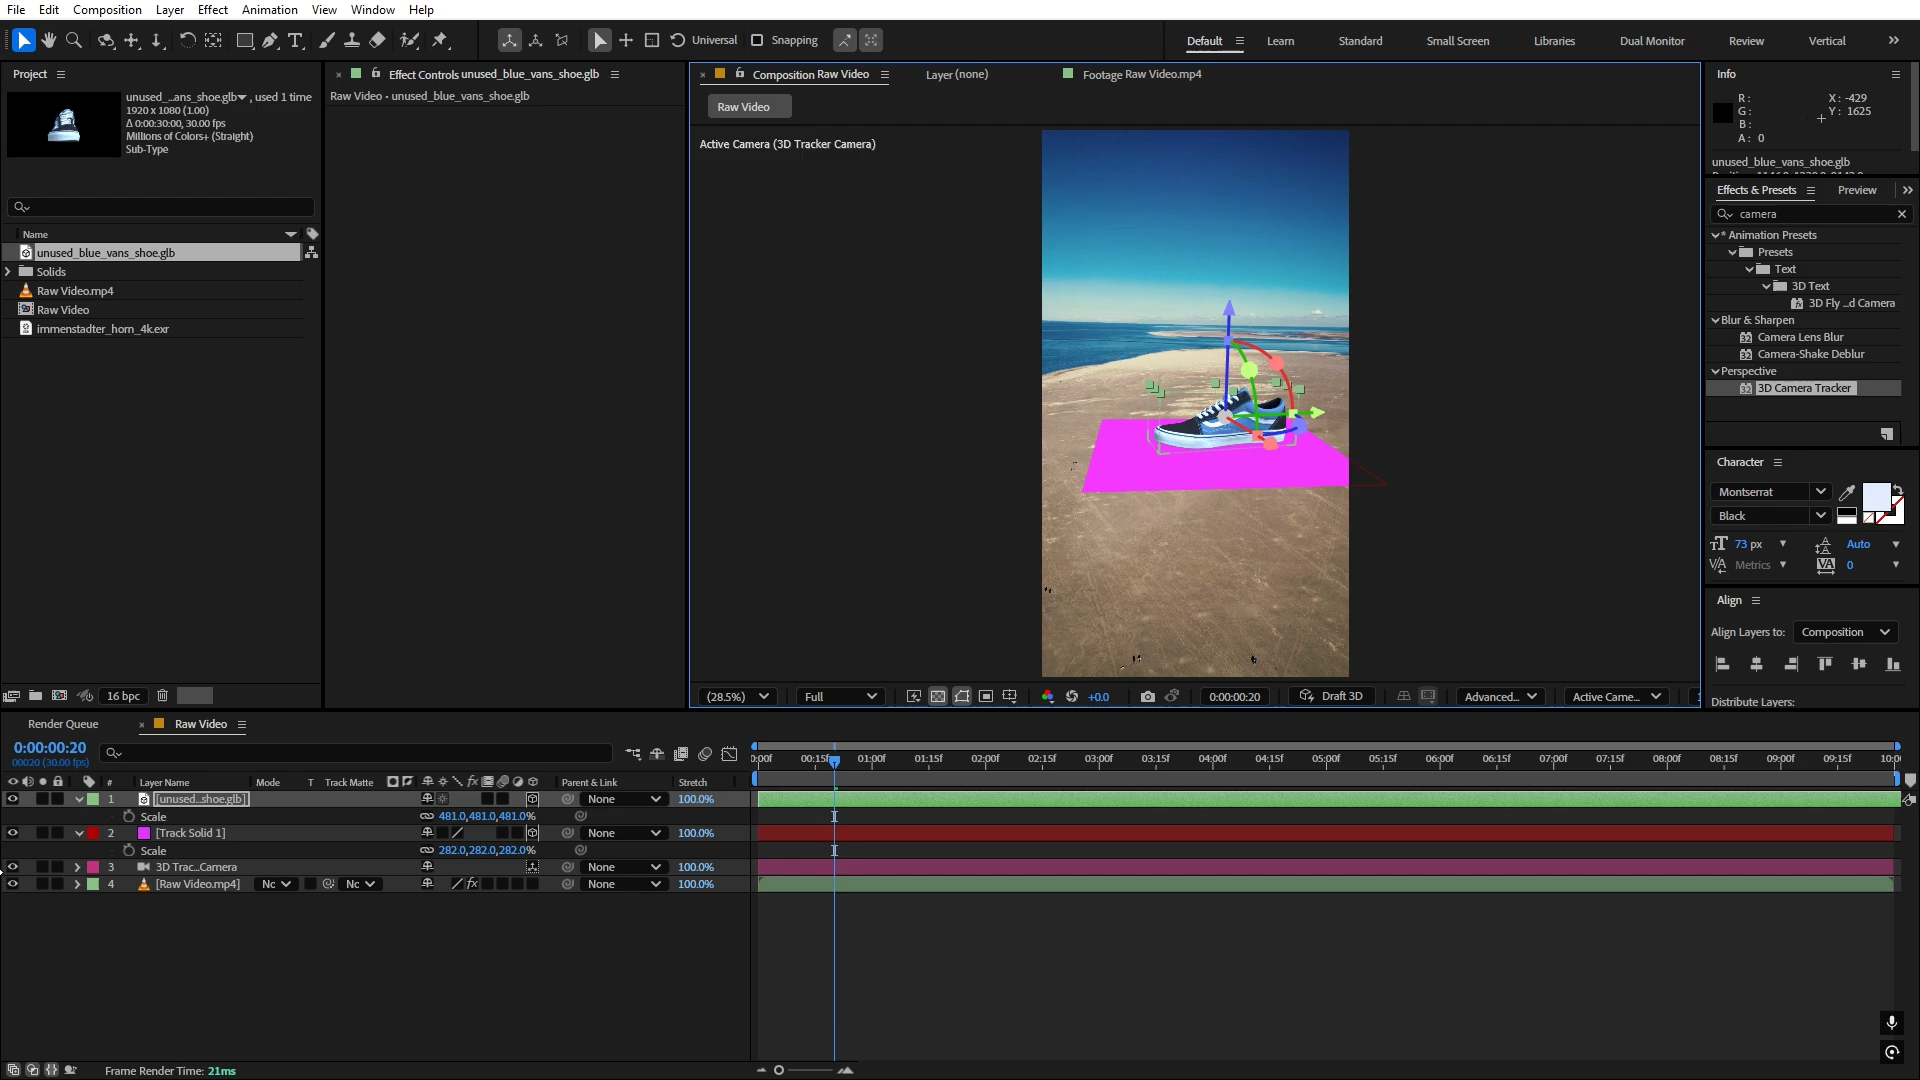 File Edit Composition Layer Effect Animation View Window Help
Universal Snapping Default Learn Standard Small Screen Libraries Dual Monitor Review Vertical
Project
unused_...ans_shoe.glb , used 1 time
1920 x 1080 (1.00)
Δ 0:00:30:00, 30.00 fps
Millions of Colors+ (Straight)
Sub-Type
Name
unused_blue_vans_shoe.glb
Solids
Raw Video.mp4
Raw Video
immenstadter_horn_4k.exr
16 bpc
Effect Controls unused_blue_vans_shoe.glb
Raw Video • unused_blue_vans_shoe.glb
Composition Raw Video Layer (none) Footage Raw Video.mp4
Raw Video
Active Camera (3D Tracker Camera)
(28.5%) Full +0.0 0:00:00:20 Draft 3D Advanced... Active Came...
Info
R: X: -429
G: Y: 1625
B:
A: 0
unused_blue_vans_shoe.glb
Effects & Presets Preview
camera
* Animation Presets
Presets
Text
3D Text
3D Fly ...d Camera
Blur & Sharpen
Camera Lens Blur
Camera-Shake Deblur
Perspective
3D Camera Tracker
Character
Montserrat
Black
73 px Auto
Metrics 0
Align
Align Layers to: Composition
Distribute Layers:
Render Queue Raw Video
0:00:00:20
00020 (30.00 fps)
# Layer Name Mode T Track Matte Parent & Link Stretch
:00f 00:15f 01:00f 01:15f 02:00f 02:15f 03:00f 03:15f 04:00f 04:15f 05:00f 05:15f 06:00f 06:15f 07:00f 07:15f 08:00f 08:15f 09:00f 09:15f 10:00
1 [unused...shoe.glb] None 100.0%
Scale 481.0,481.0,481.0%
2 [Track Solid 1] None 100.0%
Scale 282.0,282.0,282.0%
3 3D Trac...Camera None 100.0%
4 [Raw Video.mp4] Nc Nc None 100.0%
Frame Render Time: 21ms